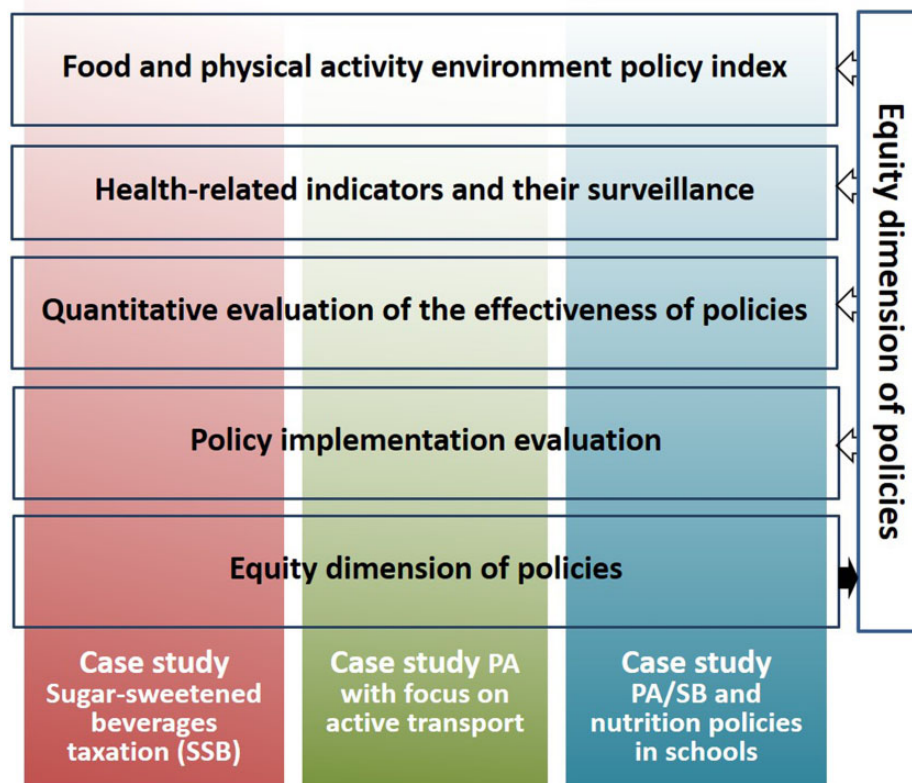 Food and physical activity environment policy index
Health-related indicators and their surveillance
Quantitative evaluation of the effectiveness of policies
Policy implementation evaluation
Equity dimension of policies
Equity dimension of policies
Case study
Sugar-sweetened
beverages
taxation (SSB)
Case study PA
with focus on
active transport
Case study
PA/SB and
nutrition policies
in schools